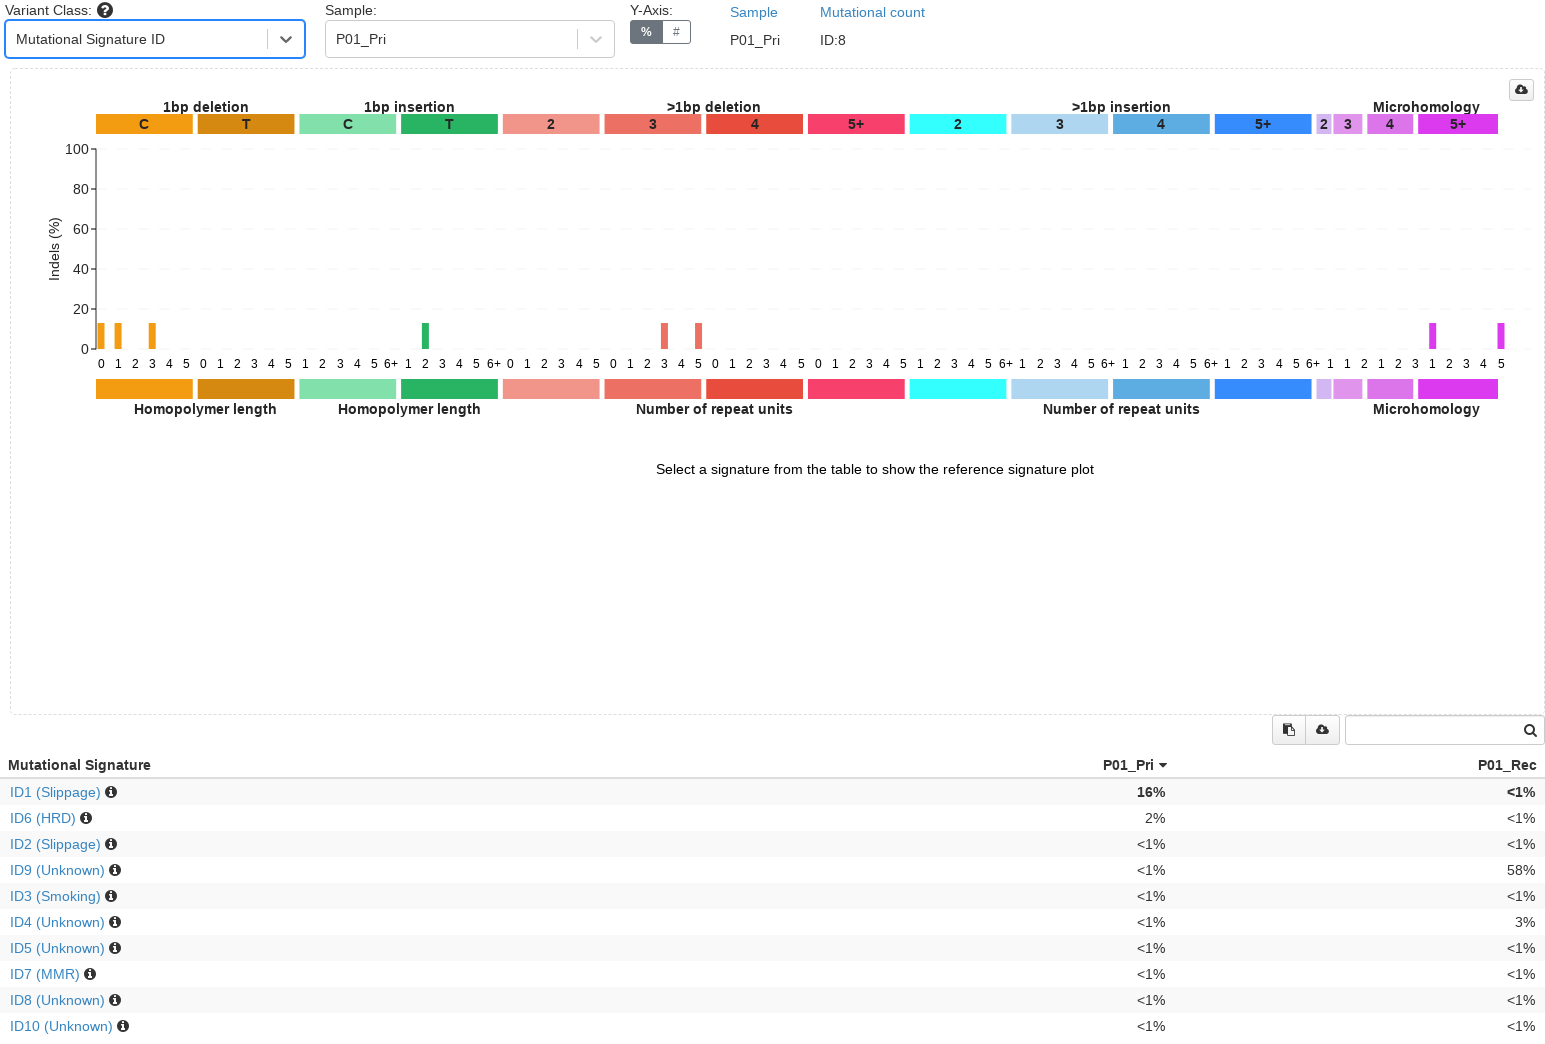 Variant Class:
Mutational Signature ID
Sample:
P01_Pri
Y-Axis:
% #
Sample Mutational count
P01_Pri ID:8
1bp deletion 1bp insertion >1bp deletion >1bp insertion Microhomology
C T C T 2 3 4 5+ 2 3 4 5+ 2 3 4 5+
Indels (%)
100
80
60
40
20
0
0 1 2 3 4 5 0 1 2 3 4 5 1 2 3 4 5 6+ 1 2 3 4 5 6+ 0 1 2 3 4 5 0 1 2 3 4 5 0 1 2 3 4 5 0 1 2 3 4 5 1 2 3 4 5 6+ 1 2 3 4 5 6+ 1 2 3 4 5 6+ 1 2 3 4 5 6+ 1 1 2 1 2 3 1 2 3 4 5
Homopolymer length Homopolymer length Number of repeat units Number of repeat units Microhomology
Select a signature from the table to show the reference signature plot
Mutational Signature P01_Pri P01_Rec
ID1 (Slippage) 16% <1%
ID6 (HRD) 2% <1%
ID2 (Slippage) <1% <1%
ID9 (Unknown) <1% 58%
ID3 (Smoking) <1% <1%
ID4 (Unknown) <1% 3%
ID5 (Unknown) <1% <1%
ID7 (MMR) <1% <1%
ID8 (Unknown) <1% <1%
ID10 (Unknown) <1% <1%